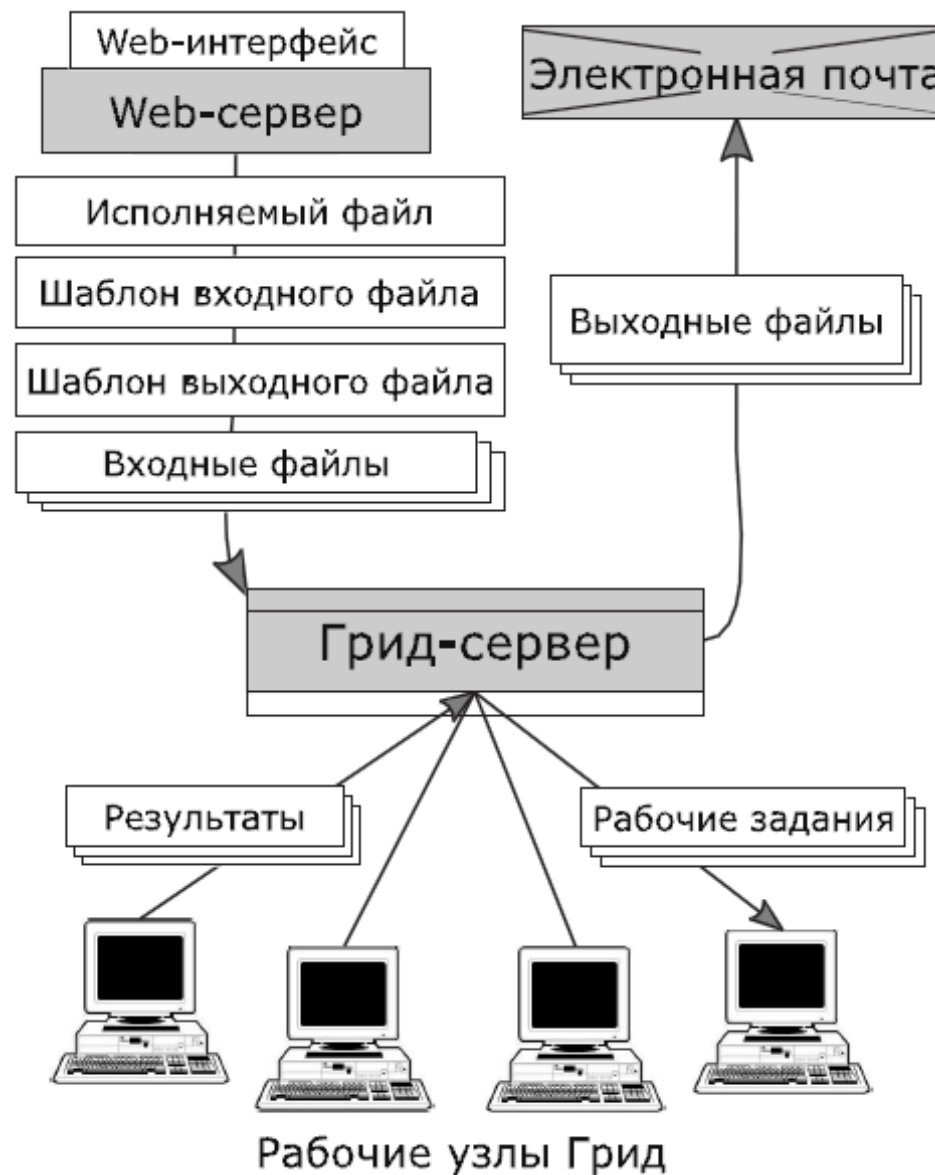 Web-интерфейс
Web-сервер
Исполняемый файл
Шаблон входного файла
Шаблон выходного файла
Входные файлы
Электронная почта
Выходные файлы
Грид-сервер
Результаты
Рабочие задания
Рабочие узлы Грид